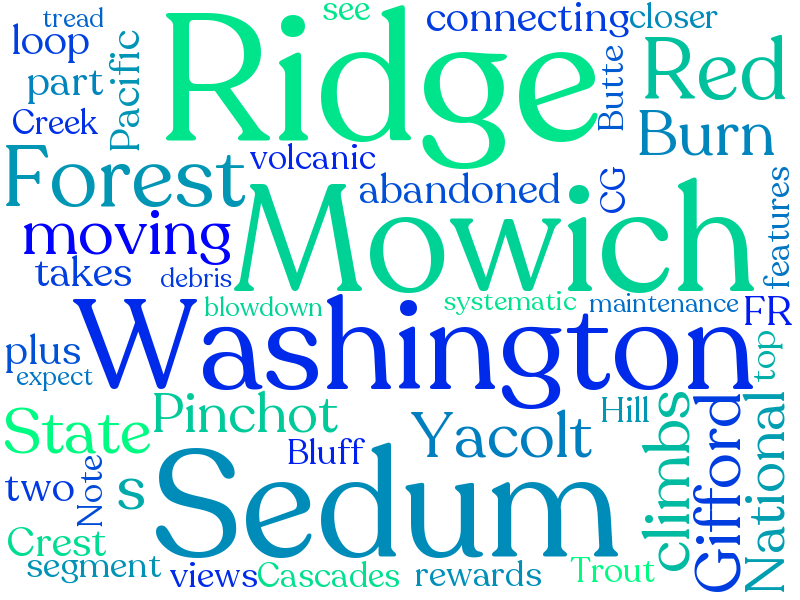 tread
see
connecting
closer
loop
Ridge
Red
part
Pacific
Butte
Creek
Burn
volcanic
Forest
abandoned
CG
Mowich
features
moving
takes
debris
blowdown
systematic
maintenance
FR
Washington
plus
top
expect
Pinchot
State
Yacolt
Hill
climbs
Gifford
National
Bluff
Sedum
two
Note
s
Crest
segment
views
Cascades
rewards
Trout